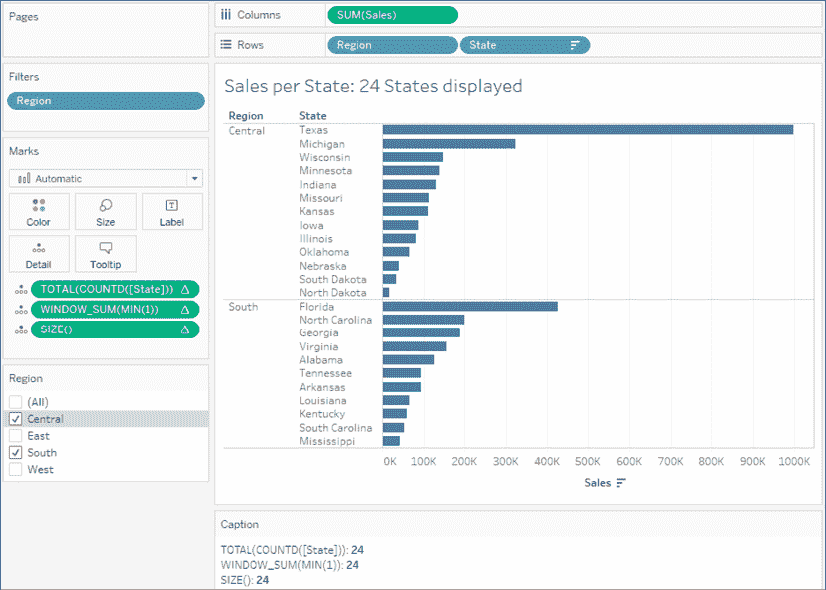 Pages
Columns
SUM(Sales)
Rows
Region
State
Filters
Region
Marks
Automatic
Color
Size
Label
Detail
Tooltip
TOTAL(COUNTD([State])) Δ
WINDOW_SUM(MIN(1)) Δ
SIZE() Δ
Region
(All)
Central
East
South
West
Sales per State: 24 States displayed
Region State
Central Texas
Michigan
Wisconsin
Minnesota
Indiana
Missouri
Kansas
Iowa
Illinois
Oklahoma
Nebraska
South Dakota
North Dakota
South Florida
North Carolina
Georgia
Virginia
Alabama
Tennessee
Arkansas
Louisiana
Kentucky
South Carolina
Mississippi
0K 100K 200K 300K 400K 500K 600K 700K 800K 900K 1000K
Sales
Caption
TOTAL(COUNTD([State])): 24
WINDOW_SUM(MIN(1)): 24
SIZE(): 24